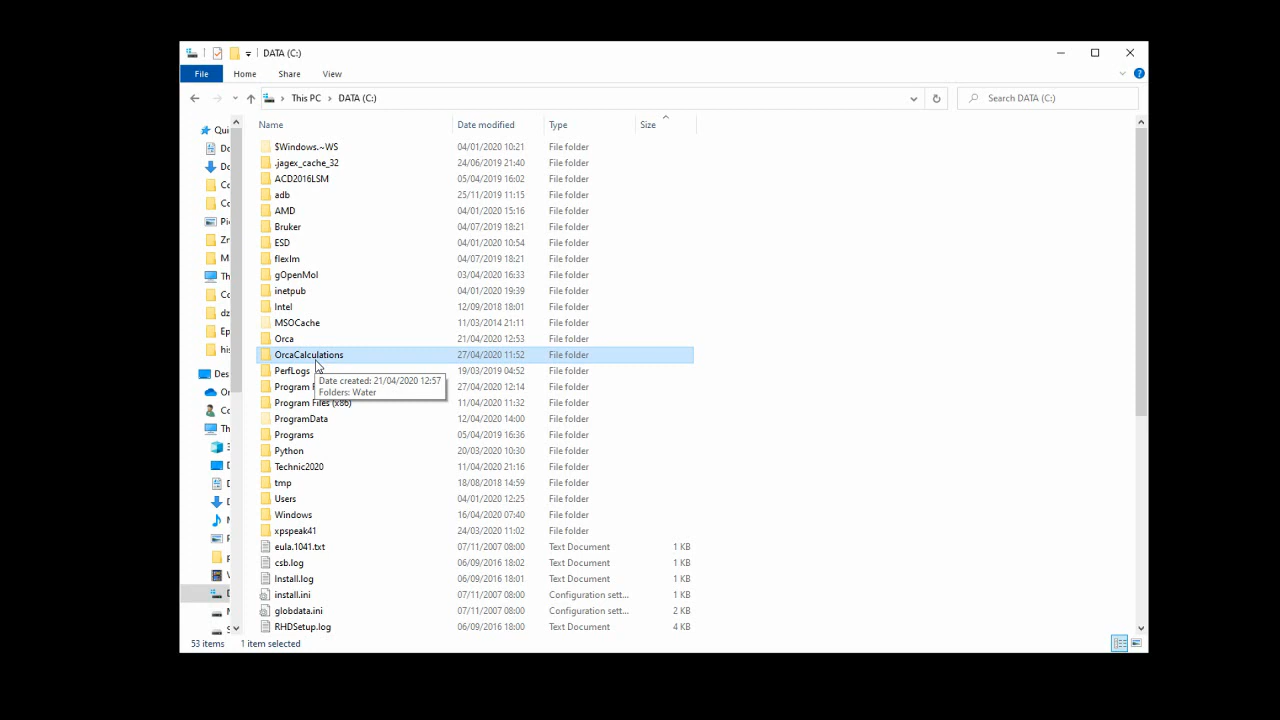 DATA (C:)
File Home Share View
This PC > DATA (C:) Search DATA (C:)
Name Date modified Type Size
$Windows.~WS 04/01/2020 10:21 File folder
.jagex_cache_32 24/06/2019 21:40 File folder
ACD2016LSM 05/04/2019 16:02 File folder
adb 25/11/2019 11:15 File folder
AMD 04/01/2020 15:16 File folder
Bruker 04/07/2019 18:21 File folder
ESD 04/01/2020 10:54 File folder
flexlm 04/07/2019 18:21 File folder
gOpenMol 03/04/2020 16:33 File folder
inetpub 04/01/2020 19:39 File folder
Intel 12/09/2018 18:01 File folder
MSOCache 11/03/2014 21:11 File folder
Orca 21/04/2020 12:53 File folder
OrcaCalculations 27/04/2020 11:52 File folder
PerfLogs 19/03/2019 04:52 File folder
Date created: 21/04/2020 12:57
Folders: Water
Program 27/04/2020 12:14 File folder
Program Files (x86) 11/04/2020 11:32 File folder
ProgramData 12/04/2020 14:00 File folder
Programs 05/04/2019 16:36 File folder
Python 20/03/2020 10:30 File folder
Technic2020 11/04/2020 21:16 File folder
tmp 18/08/2018 14:59 File folder
Users 04/01/2020 12:25 File folder
Windows 16/04/2020 07:40 File folder
xpspeak41 24/03/2020 11:02 File folder
eula.1041.txt 07/11/2007 08:00 Text Document 1 KB
csb.log 06/09/2016 18:02 Text Document 1 KB
Install.log 06/09/2016 18:01 Text Document 1 KB
install.ini 07/11/2007 08:00 Configuration sett... 1 KB
globdata.ini 07/11/2007 08:00 Configuration sett... 2 KB
RHDSetup.log 06/09/2016 18:00 Text Document 4 KB
53 items 1 item selected